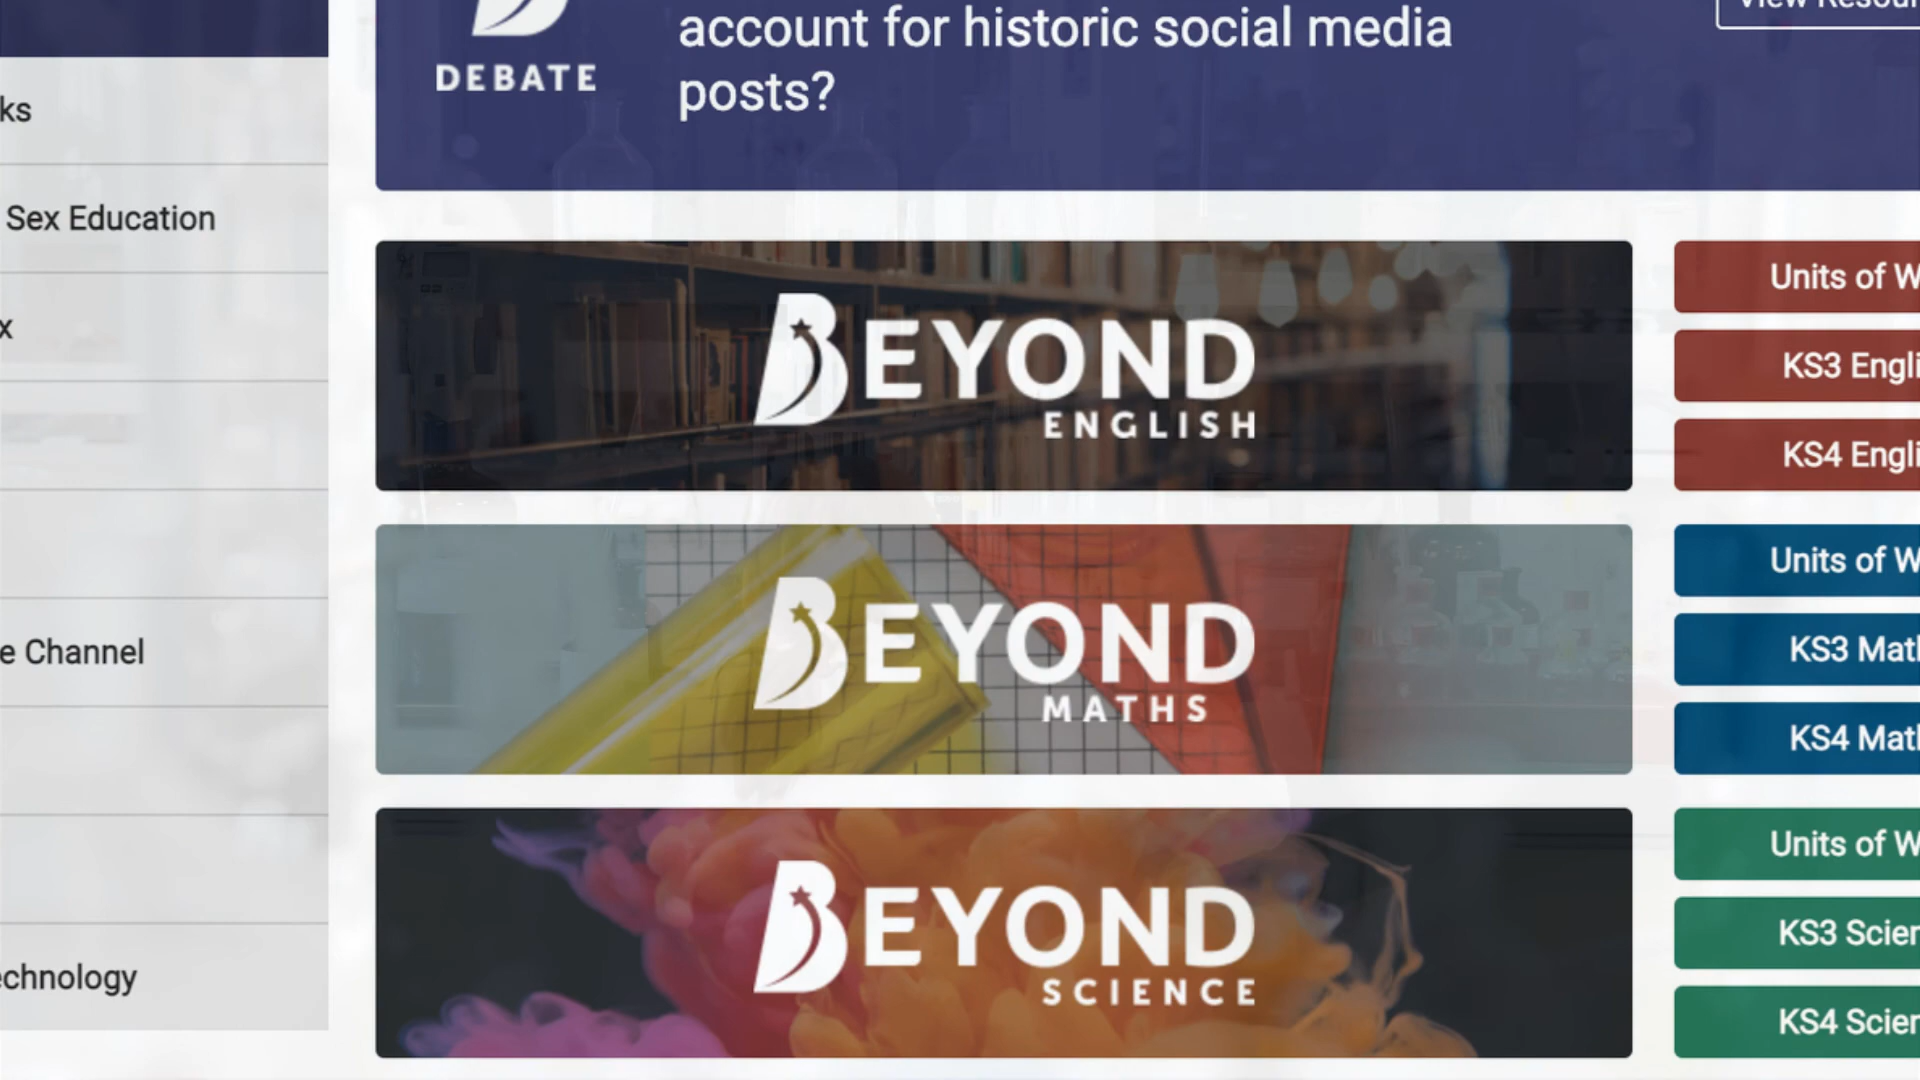 account for historic social media
posts?
DEBATE
ks
Sex Education
x
e Channel
echnology
BEYOND
ENGLISH
Units of W
KS3 Engli
KS4 Engli
BEYOND
MATHS
Units of W
KS3 Mat
KS4 Mat
BEYOND
SCIENCE
Units of W
KS3 Scien
KS4 Scien